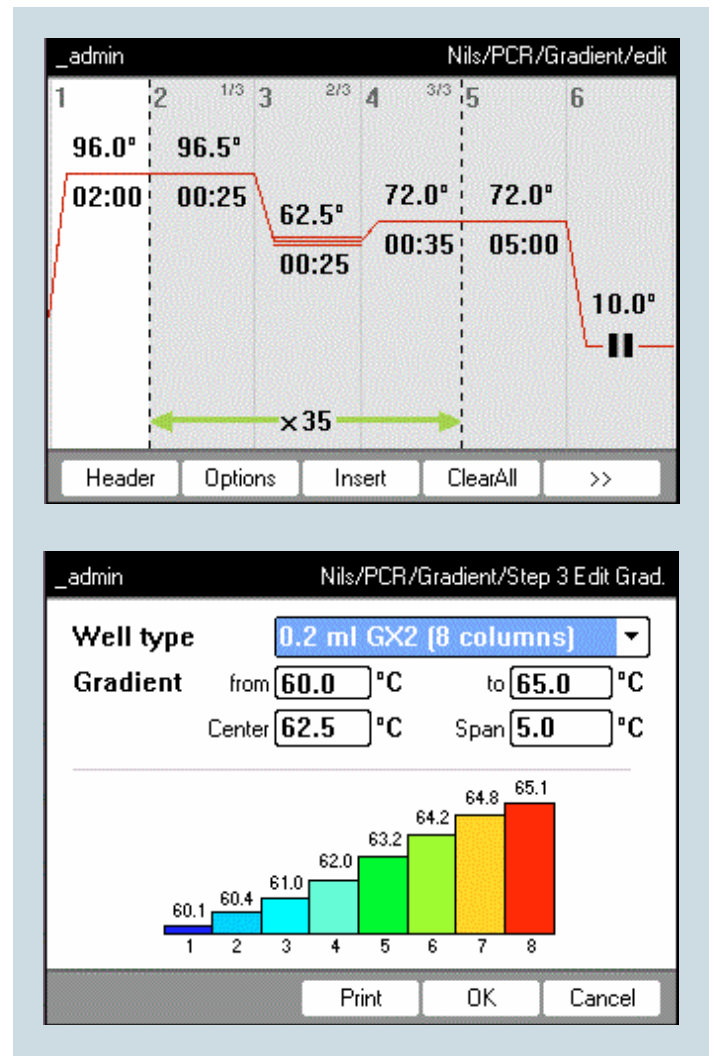 _admin Nils/PCR/Gradient/edit
1 2 1/3 3 2/3 4 3/3 5 6
96.0° 96.5°
02:00 00:25 62.5° 72.0° 72.0°
00:25 00:35 05:00
10.0°
×35
Header Options Insert ClearAll >>
_admin Nils/PCR/Gradient/Step 3 Edit Grad.
Well type 0.2 ml GX2 (8 columns)
Gradient from 60.0 °C to 65.0 °C
Center 62.5 °C Span 5.0 °C
60.1 60.4 61.0 62.0 63.2 64.2 64.8 65.1
1 2 3 4 5 6 7 8
Print OK Cancel